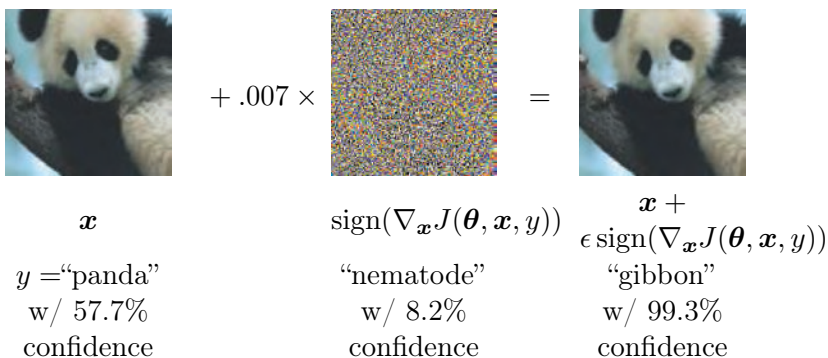 + .007 ×
=
x
sign(∇ₓJ(θ, x, y))
x +
ϵ sign(∇ₓJ(θ, x, y))
y =“panda”
“nematode”
“gibbon”
w/ 57.7%
w/ 8.2%
w/ 99.3%
confidence
confidence
confidence